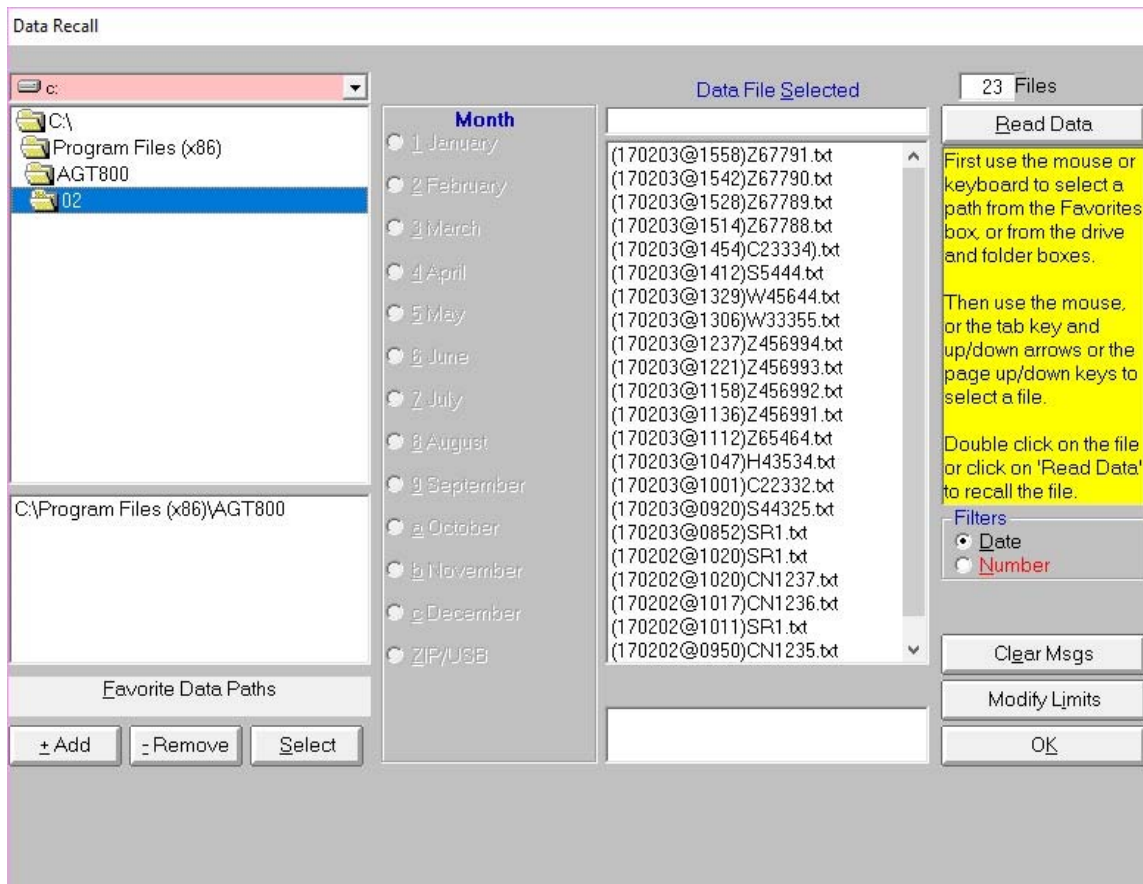 Data Recall
c:
C:\
Program Files (x86)
AGT800
02
C:\Program Files (x86)\AGT800
Favorite Data Paths
+ Add
- Remove
Select
Month
1 January
2 February
3 March
4 April
5 May
6 June
7 July
8 August
9 September
a October
b November
c December
ZIP/USB
Data File Selected
(170203@1558)Z67791.txt
(170203@1542)Z67790.txt
(170203@1528)Z67789.txt
(170203@1514)Z67788.txt
(170203@1454)C23334).txt
(170203@1412)S5444.txt
(170203@1329)W45644.txt
(170203@1306)W33355.txt
(170203@1237)Z456994.txt
(170203@1221)Z456993.txt
(170203@1158)Z456992.txt
(170203@1136)Z456991.txt
(170203@1112)Z65464.txt
(170203@1047)H43534.txt
(170203@1001)C22332.txt
(170203@0920)S44325.txt
(170203@0852)SR1.txt
(170202@1020)SR1.txt
(170202@1020)CN1237.txt
(170202@1017)CN1236.txt
(170202@1011)SR1.txt
(170202@0950)CN1235.txt
23 Files
Read Data
First use the mouse or
keyboard to select a
path from the Favorites
box, or from the drive
and folder boxes.
Then use the mouse,
or the tab key and
up/down arrows or the
page up/down keys to
select a file.
Double click on the file
or click on 'Read Data'
to recall the file.
Filters
Date
Number
Clear Msgs
Modify Limits
OK